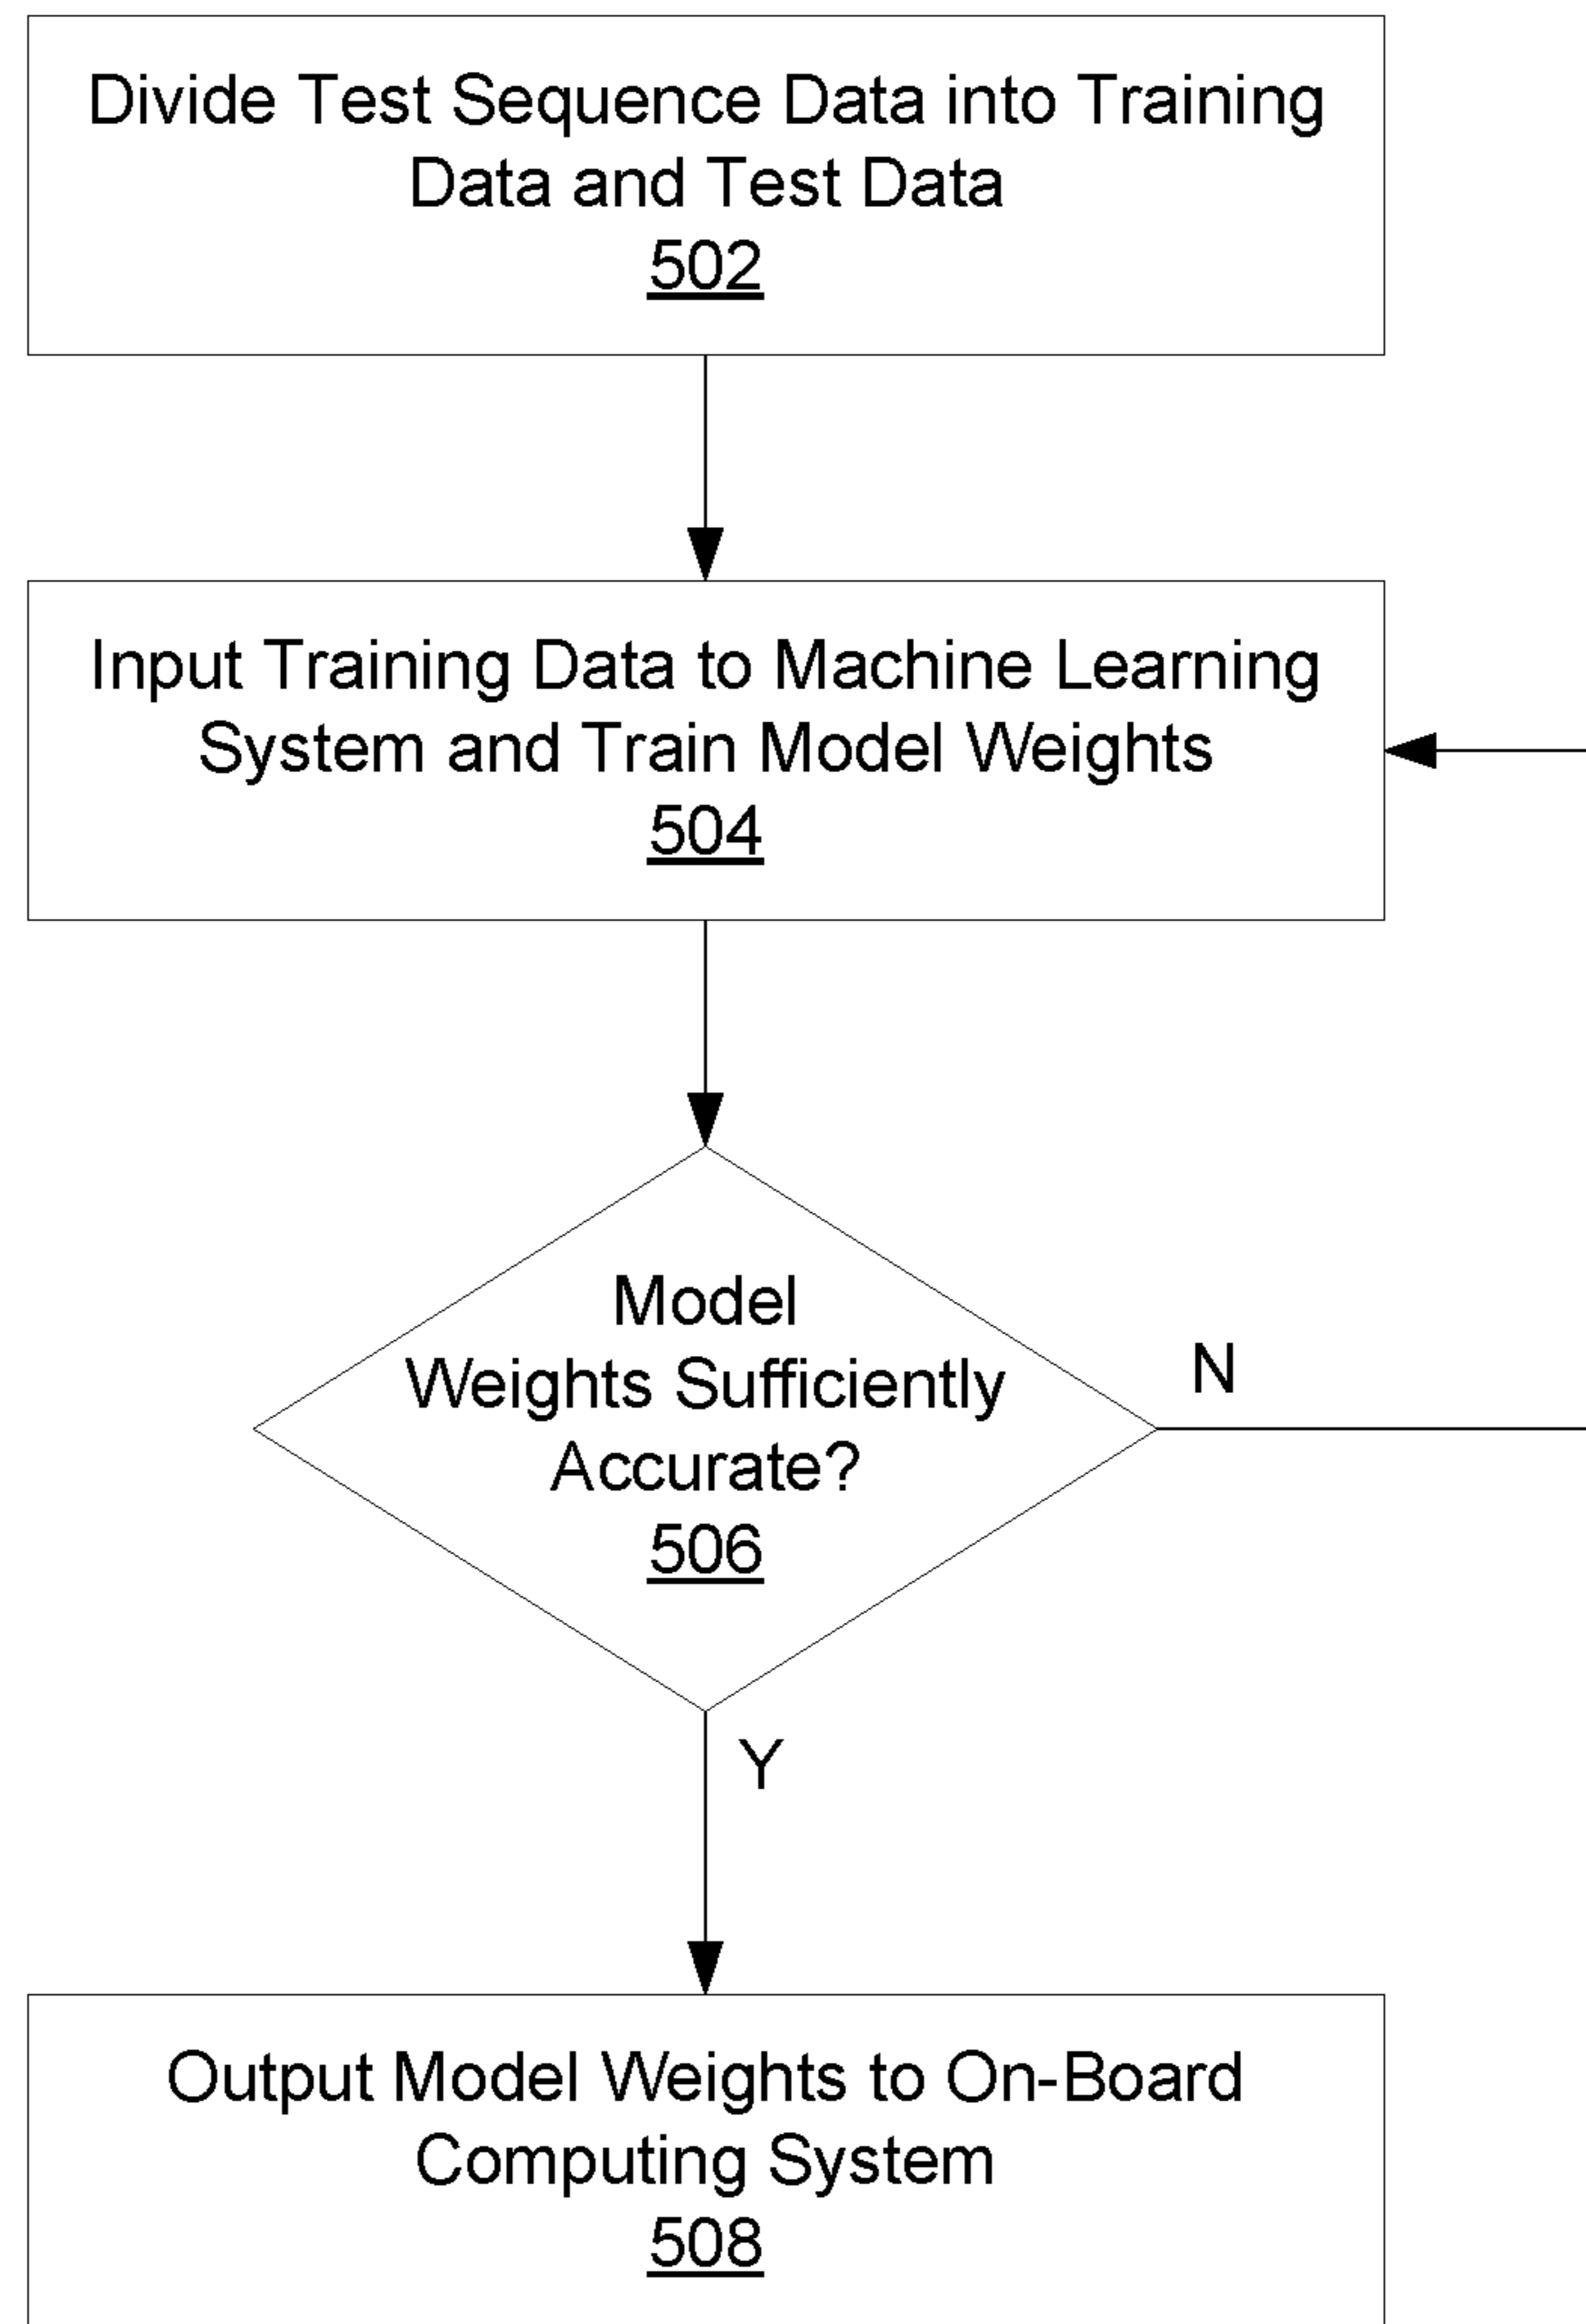 Divide Test Sequence Data into Training
Data and Test Data
502
Input Training Data to Machine Learning
System and Train Model Weights
504
Model
Weights Sufficiently
Accurate?
506
N
Y
Output Model Weights to On-Board
Computing System
508